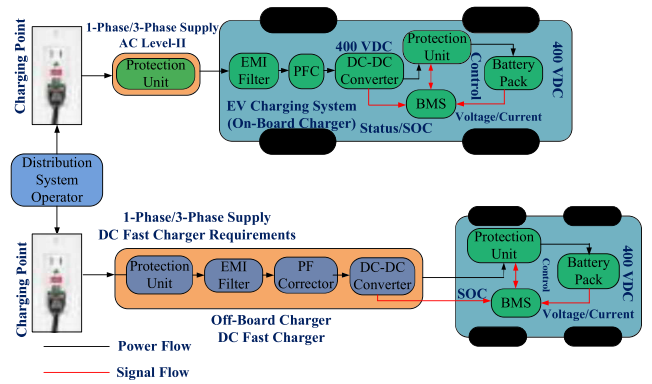 Charging Point
1-Phase/3-Phase Supply
AC Level-II
Protection
Unit
EMI
Filter
PFC
400 VDC
DC-DC
Converter
Protection
Unit
Control
Battery
Pack
400 VDC
BMS
EV Charging System
(On-Board Charger)
Status/SOC
Voltage/Current
Distribution
System
Operator
Charging Point
1-Phase/3-Phase Supply
DC Fast Charger Requirements
Protection
Unit
EMI
Filter
PF
Corrector
DC-DC
Converter
Off-Board Charger
DC Fast Charger
Protection
Unit
Control
Battery
Pack
400 VDC
SOC
BMS
Voltage/Current
Power Flow
Signal Flow